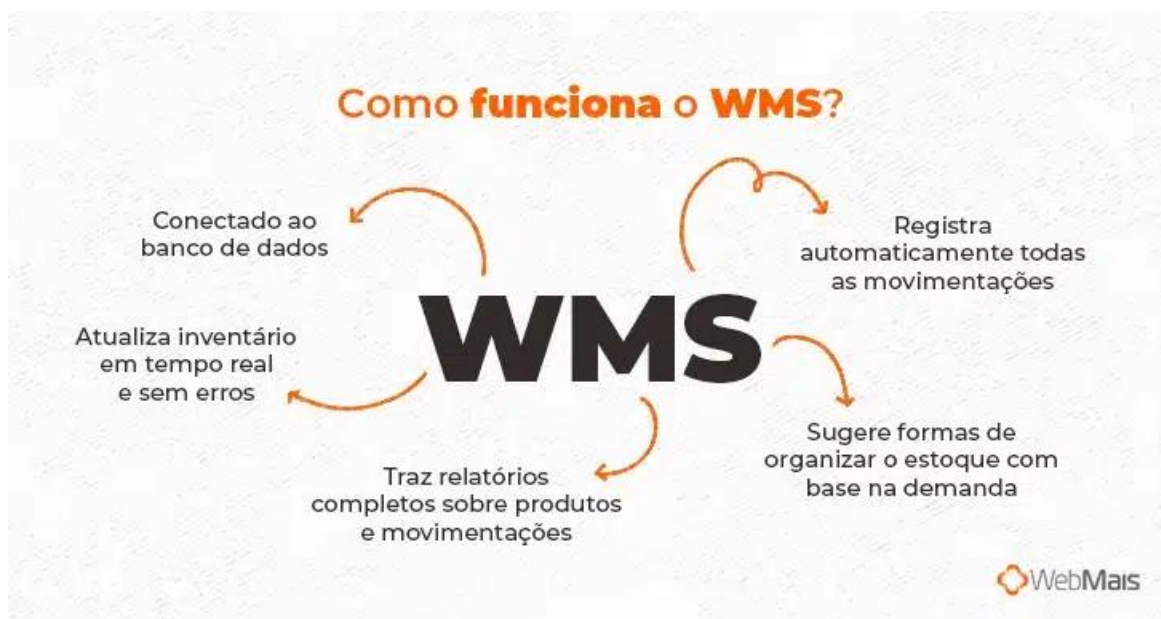 Como funciona o WMS?
Conectado ao
banco de dados
Registra
automaticamente todas
as movimentações
WMS
Atualiza inventário
em tempo real
e sem erros
Sugere formas de
organizar o estoque com
base na demanda
Traz relatórios
completos sobre produtos
e movimentações
WebMais